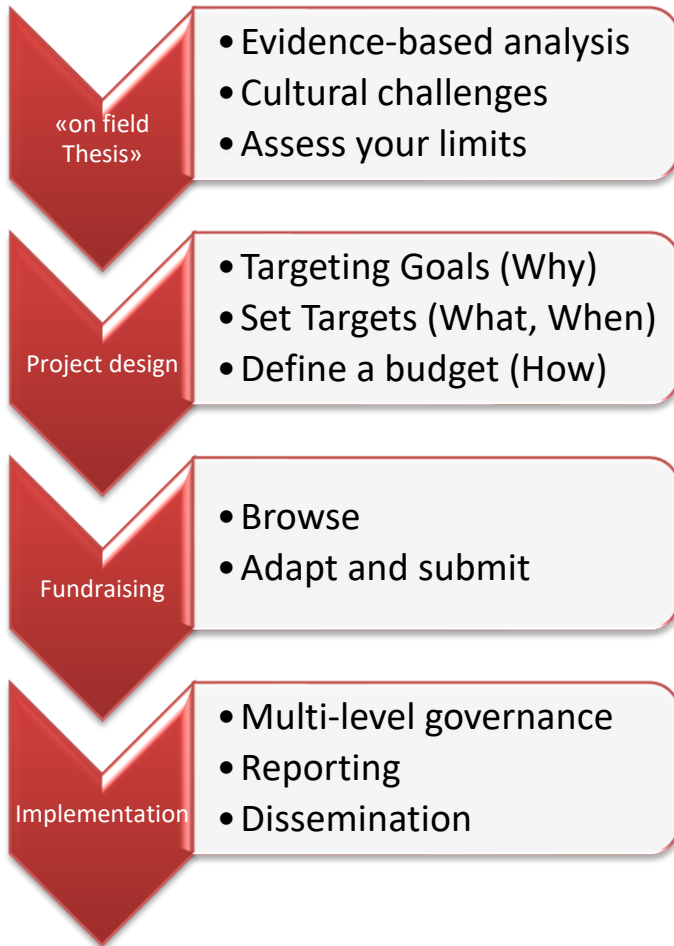 «on field
Thesis»
• Evidence-based analysis
• Cultural challenges
• Assess your limits
Project design
• Targeting Goals (Why)
• Set Targets (What, When)
• Define a budget (How)
Fundraising
• Browse
• Adapt and submit
Implementation
• Multi-level governance
• Reporting
• Dissemination